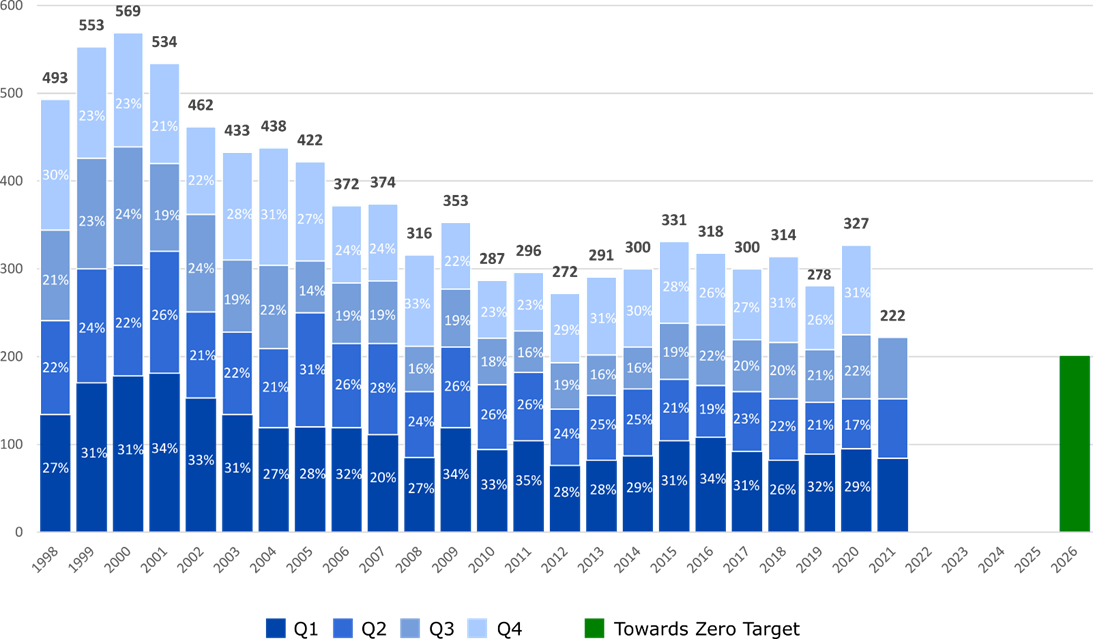 600
500
400
300
200
100
0
493 553 569 534 462 433 438 422 372 374 316 353 287 296 272 291 300 331 318 300 314 278 327 222
30% 23% 23% 21% 22% 28% 31% 27% 24% 24% 33% 22% 23% 23% 29% 31% 30% 28% 26% 27% 31% 26% 31%
21% 23% 24% 19% 24% 19% 22% 14% 19% 19% 16% 19% 18% 16% 19% 16% 16% 19% 22% 20% 20% 21% 22%
22% 24% 22% 26% 21% 22% 21% 31% 26% 28% 24% 26% 26% 26% 24% 25% 25% 21% 19% 23% 22% 21% 17%
27% 31% 31% 34% 33% 31% 27% 28% 32% 20% 27% 34% 33% 35% 28% 28% 29% 31% 34% 31% 26% 32% 29%
1998 1999 2000 2001 2002 2003 2004 2005 2006 2007 2008 2009 2010 2011 2012 2013 2014 2015 2016 2017 2018 2019 2020 2021 2022 2023 2024 2025 2026
Q1 Q2 Q3 Q4 Towards Zero Target